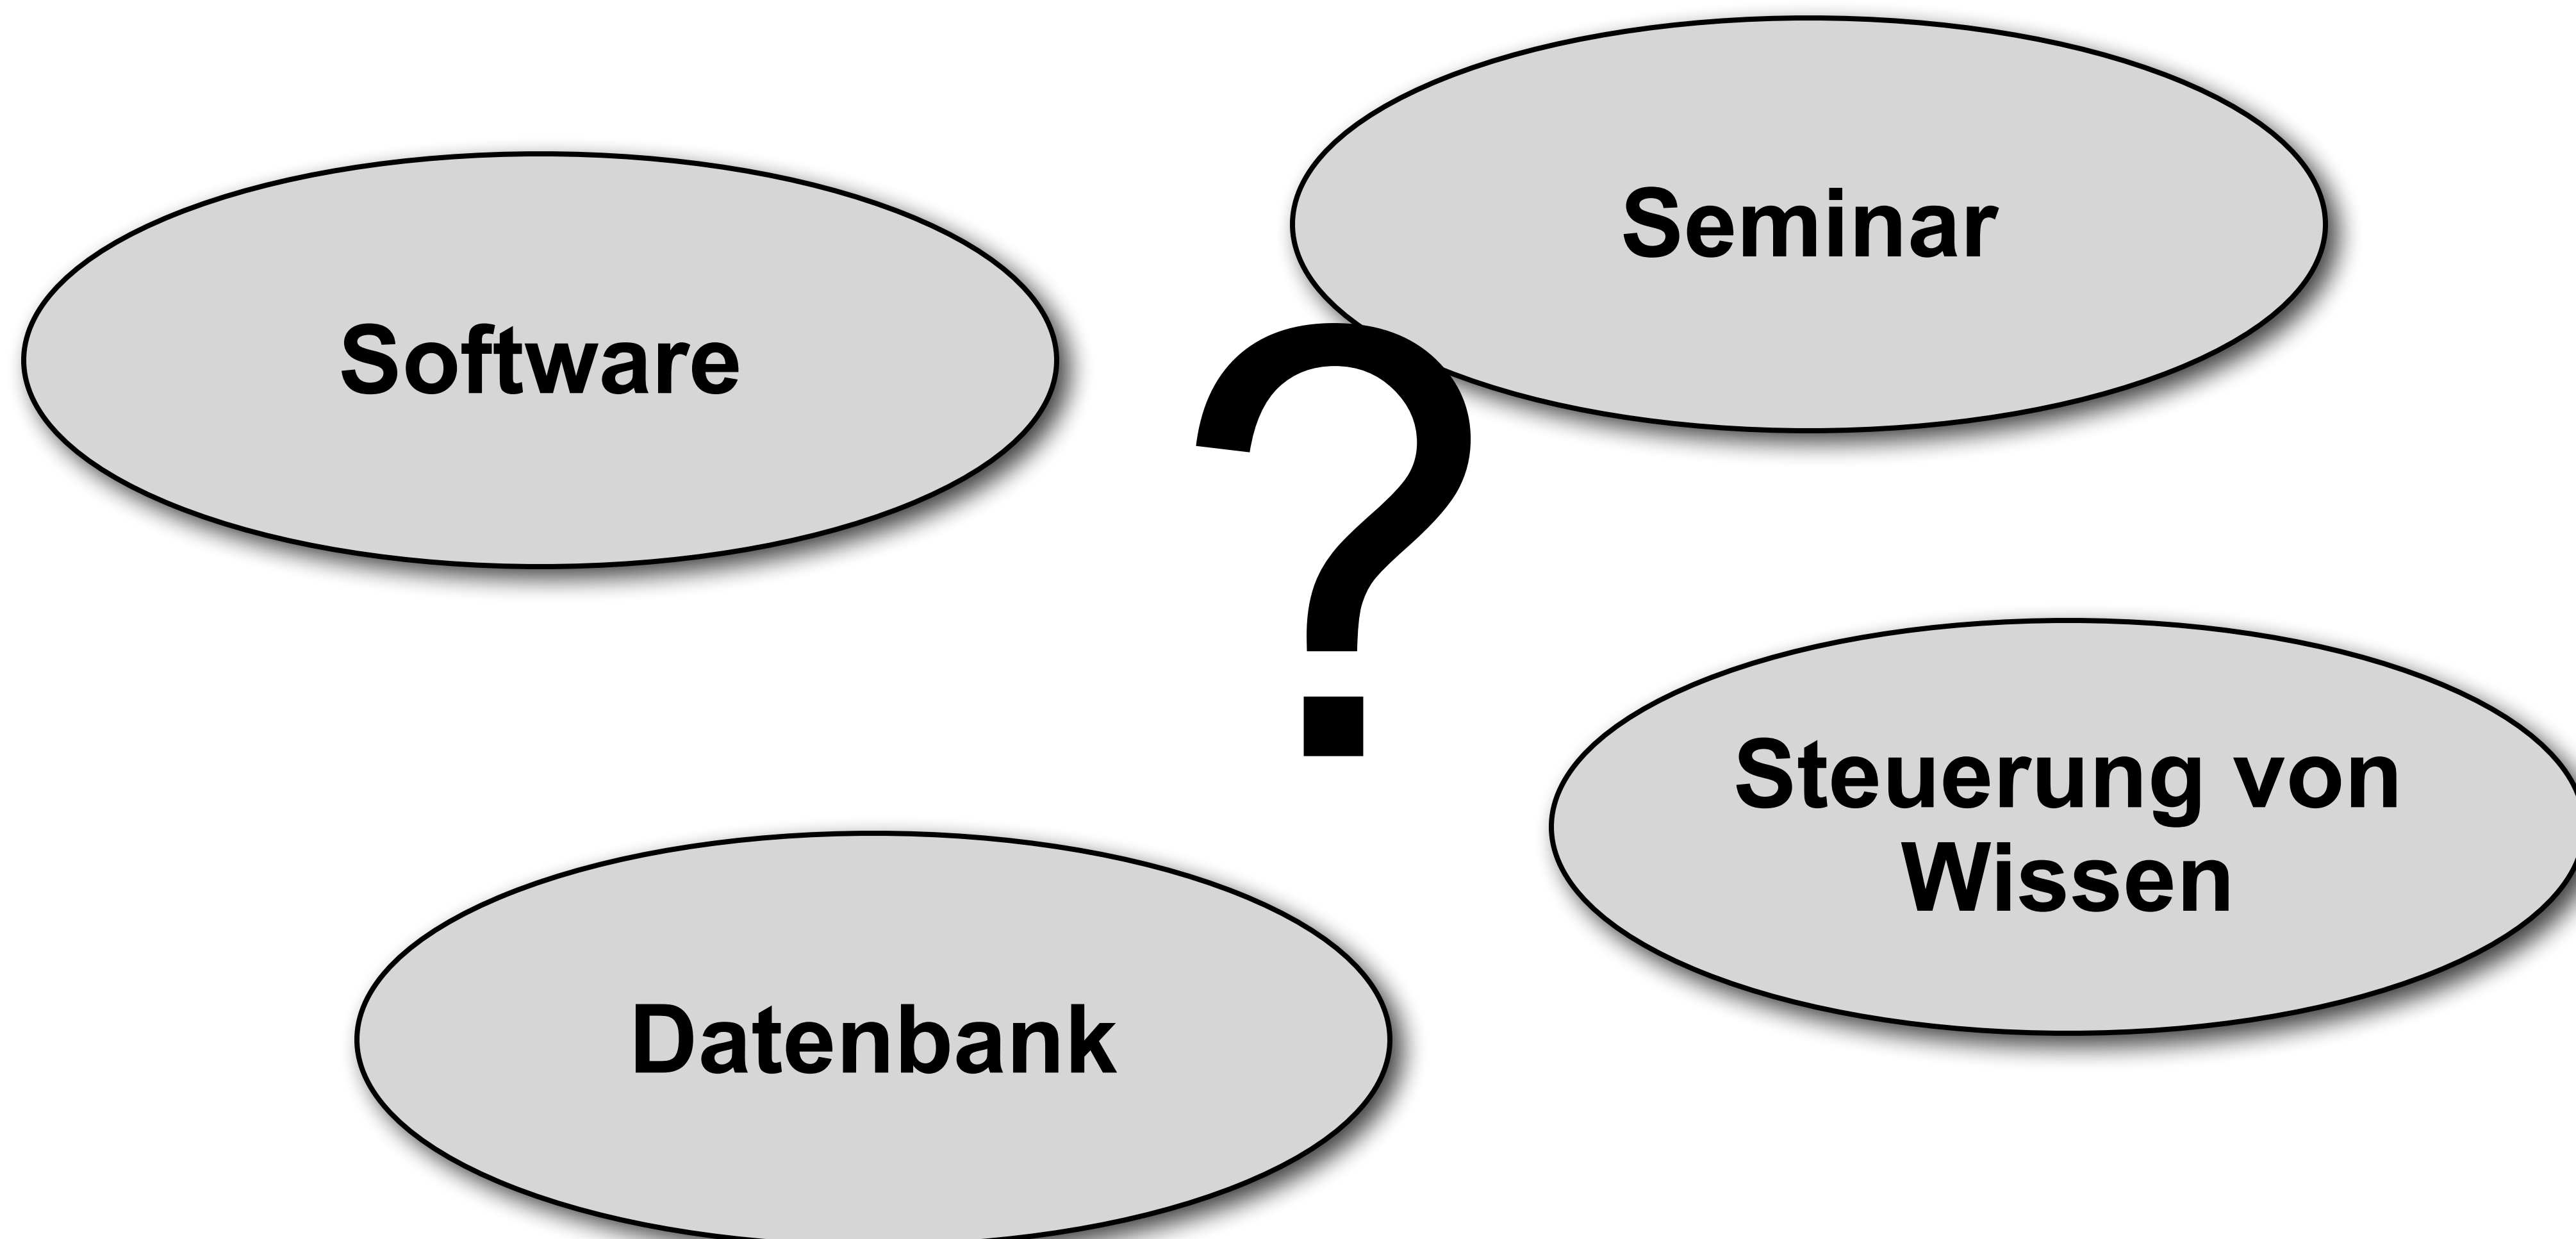 Seminar
Software
?
Steuerung von
Wissen
Datenbank